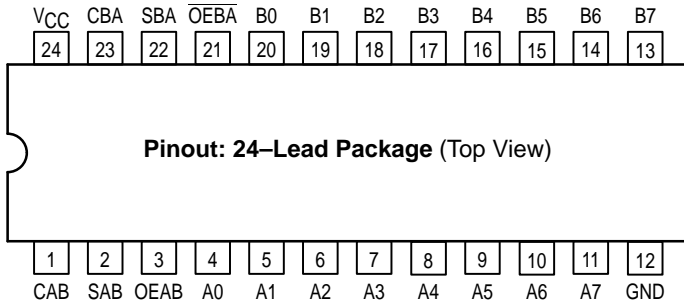 VCC CBA SBA OEBA B0 B1 B2 B3 B4 B5 B6 B7
24 23 22 21 20 19 18 17 16 15 14 13
Pinout: 24–Lead Package (Top View)
1 2 3 4 5 6 7 8 9 10 11 12
CAB SAB OEAB A0 A1 A2 A3 A4 A5 A6 A7 GND